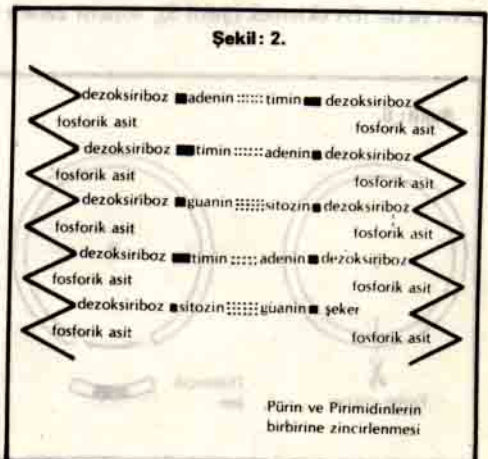 Şekil: 2.
dezoksiriboz adenin timin dezoksiriboz
fosforik asit fosforik asit
dezoksiriboz timin adenin dezoksiriboz
fosforik asit fosforik asit
dezoksiriboz guanin sitozin dezoksiriboz
fosforik asit fosforik asit
dezoksiriboz timin adenin dezoksiriboz
fosforik asit fosforik asit
dezoksiriboz sitozin guanin şeker
fosforik asit fosforik asit
Pürin ve Pirimidinlerin
birbirine zincirlenmesi